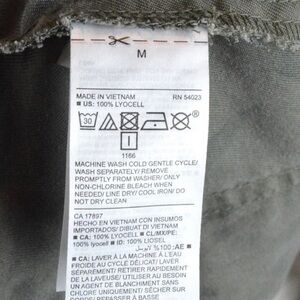 M
MADE IN VIETNAM RN 54023
■ US: 100% LYOCELL
30
1166
MACHINE WASH COLD GENTLE CYCLE/
WASH SEPARATELY/ REMOVE
PROMPTLY FROM WASHER/ ONLY
NON-CHLORINE BLEACH WHEN
NEEDED/ LINE DRY/ COOL IRON/ DO
NOT DRY CLEAN
CA 17897
HECHO EN VIETNAM CON INSUMOS
IMPORTADOS/ DIBUAT DI VIETNAM
■ CA: 100% LYOCELL ■ CL/MX/PE:
100% lyocell ■ ID: 100% LIOSEL
%100 :AE ■
■ CA: LAVER À LA MACHINE À L'EAU
FROIDE AU CYCLE DÉLICAT/ LAVER
SÉPARÉMENT/ RETIRER RAPIDEMENT
DE LA LAVEUSE/ UTILISER AU BESOIN
UN AGENT DE BLANCHIMENT SANS
CHLORE UNIQUEMENT/ SÉCHER SUR